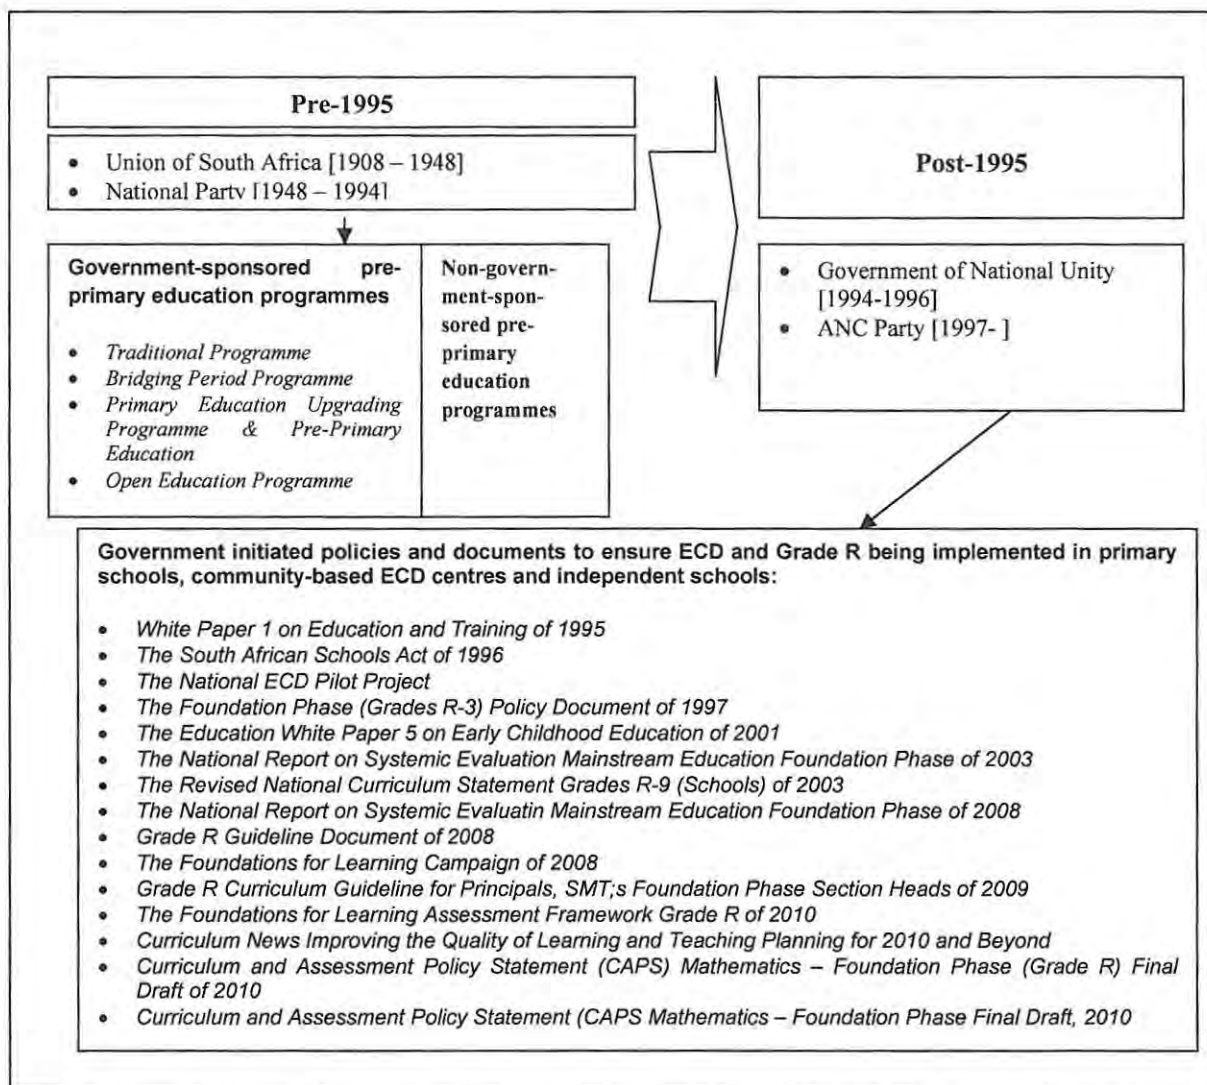 Pre-1995
• Union of South Africa [1908 – 1948]
• National Party [1948 – 1994]
Government-sponsored pre-
primary education programmes
• Traditional Programme
• Bridging Period Programme
• Primary Education Upgrading
Programme & Pre-Primary
Education
• Open Education Programme
Non-govern-
ment-spon-
sored pre-
primary
education
programmes
Post-1995
• Government of National Unity
[1994-1996]
• ANC Party [1997- ]
Government initiated policies and documents to ensure ECD and Grade R being implemented in primary
schools, community-based ECD centres and independent schools:
• White Paper 1 on Education and Training of 1995
• The South African Schools Act of 1996
• The National ECD Pilot Project
• The Foundation Phase (Grades R-3) Policy Document of 1997
• The Education White Paper 5 on Early Childhood Education of 2001
• The National Report on Systemic Evaluation Mainstream Education Foundation Phase of 2003
• The Revised National Curriculum Statement Grades R-9 (Schools) of 2003
• The National Report on Systemic Evaluatin Mainstream Education Foundation Phase of 2008
• Grade R Guideline Document of 2008
• The Foundations for Learning Campaign of 2008
• Grade R Curriculum Guideline for Principals, SMT;s Foundation Phase Section Heads of 2009
• The Foundations for Learning Assessment Framework Grade R of 2010
• Curriculum News Improving the Quality of Learning and Teaching Planning for 2010 and Beyond
• Curriculum and Assessment Policy Statement (CAPS) Mathematics – Foundation Phase (Grade R) Final
Draft of 2010
• Curriculum and Assessment Policy Statement (CAPS Mathematics – Foundation Phase Final Draft, 2010